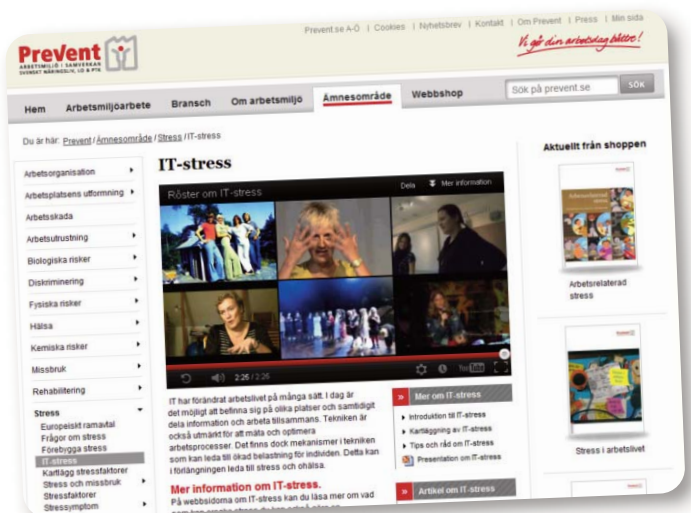 Prevent.se A-Ö | Cookies | Nyhetsbrev | Kontakt | Om Prevent | Press | Min sida
Prevent
ARBETSMILJÖ I SAMVERKAN
SVENSKT NÄRINGSLIV, LO & PTK
Vi gör din arbetsdag bättre!
Hem Arbetsmiljöarbete Bransch Om arbetsmiljö Ämnesområde Webbshop
Sök på prevent.se SÖK
Du är här: Prevent / Ämnesområde / Stress / IT-stress
Arbetsorganisation
Arbetsplatsens utformning
Arbetsskada
Arbetsutrustning
Biologiska risker
Diskriminering
Fysiska risker
Hälsa
Kemiska risker
Missbruk
Rehabilitering
Stress
Europeiskt ramavtal
Frågor om stress
Förebygga stress
IT-stress
Kartlägg stressfaktorer
Stress och missbruk
Stressfaktorer
Stressymptom
IT-stress
Röster om IT-stress
Dela Mer information
2:25 / 2:25
YouTube
IT har förändrat arbetslivet på många sätt. I dag är
det möjligt att befinna sig på olika platser och samtidigt
dela information och arbeta tillsammans. Tekniken är
också utmärkt för att mäta och optimera
arbetsprocesser. Det finns dock mekanismer i tekniken
som kan leda till ökad belastning för individen. Detta kan
i förlängningen leda till stress och ohälsa.
Mer information om IT-stress.
På webbsidorna om IT-stress kan du läsa mer om vad
Mer om IT-stress
Introduktion till IT-stress
Kartläggning av IT-stress
Tips och råd om IT-stress
Presentation om IT-stress
Artikel om IT-stress
Aktuellt från shoppen
Arbetsrelaterad
stress
Arbetsrelaterad
stress
Stress i arbetslivet